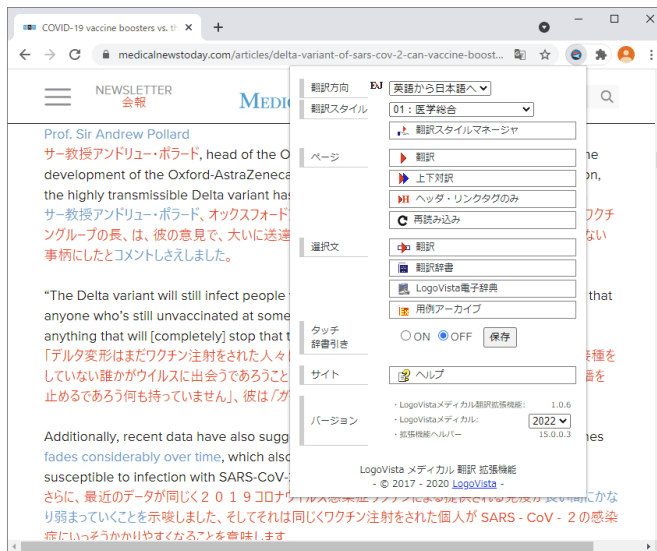 COVID-19 vaccine boosters vs. th
medicalnewstoday.com/articles/delta-variant-of-sars-cov-2-can-vaccine-boost...
NEWSLETTER
会報
MEDI
Prof. Sir Andrew Pollard
サー教授アンドリュー・ポラード, head of the O
development of the Oxford-AstraZeneca
on,
the highly transmissible Delta variant has
サー教授アンドリュー・ポラード、オックスフォード
ワクチ
ングループの長、は、彼の意見で、大いに送達
ない
事柄にしたとコメントしさえしました。
“The Delta variant will still infect people
that
anyone who’s still unvaccinated at some
anything that will [completely] stop that t
「デルタ変形はまだワクチン注射をされた人々に
接種を
していない誰かがウイルスに出会うであろうこと
を
止めるであろう何も持っていません」、彼は「ガ
Additionally, recent data have also sugg
nes
fades considerably over time, which also
susceptible to infection with SARS-CoV-
さらに、最近のデータが同じく２０１９コロナウイルス感染症ワクチンによる提供される免疫が長い間にかな
り弱まっていくことを示唆しました、そしてそれは同じくワクチン注射をされた個人が SARS - CoV - 2 の感染
症にいっそうかかりやすくなることを意味します
翻訳方向
EJ
英語から日本語へ
翻訳スタイル
01 : 医学総合
翻訳スタイルマネージャ
ページ
翻訳
上下対訳
ヘッダ・リンクタグのみ
再読み込み
選択文
翻訳
翻訳辞書
LogoVista電子辞典
用例アーカイブ
タッチ
辞書引き
ON
OFF
保存
サイト
ヘルプ
バージョン
・LogoVistaメディカル翻訳拡張機能: 1.0.6
・LogoVistaメディカル: 2022
・拡張機能ヘルパー 15.0.0.3
LogoVista メディカル 翻訳 拡張機能
- © 2017 - 2020 LogoVista -